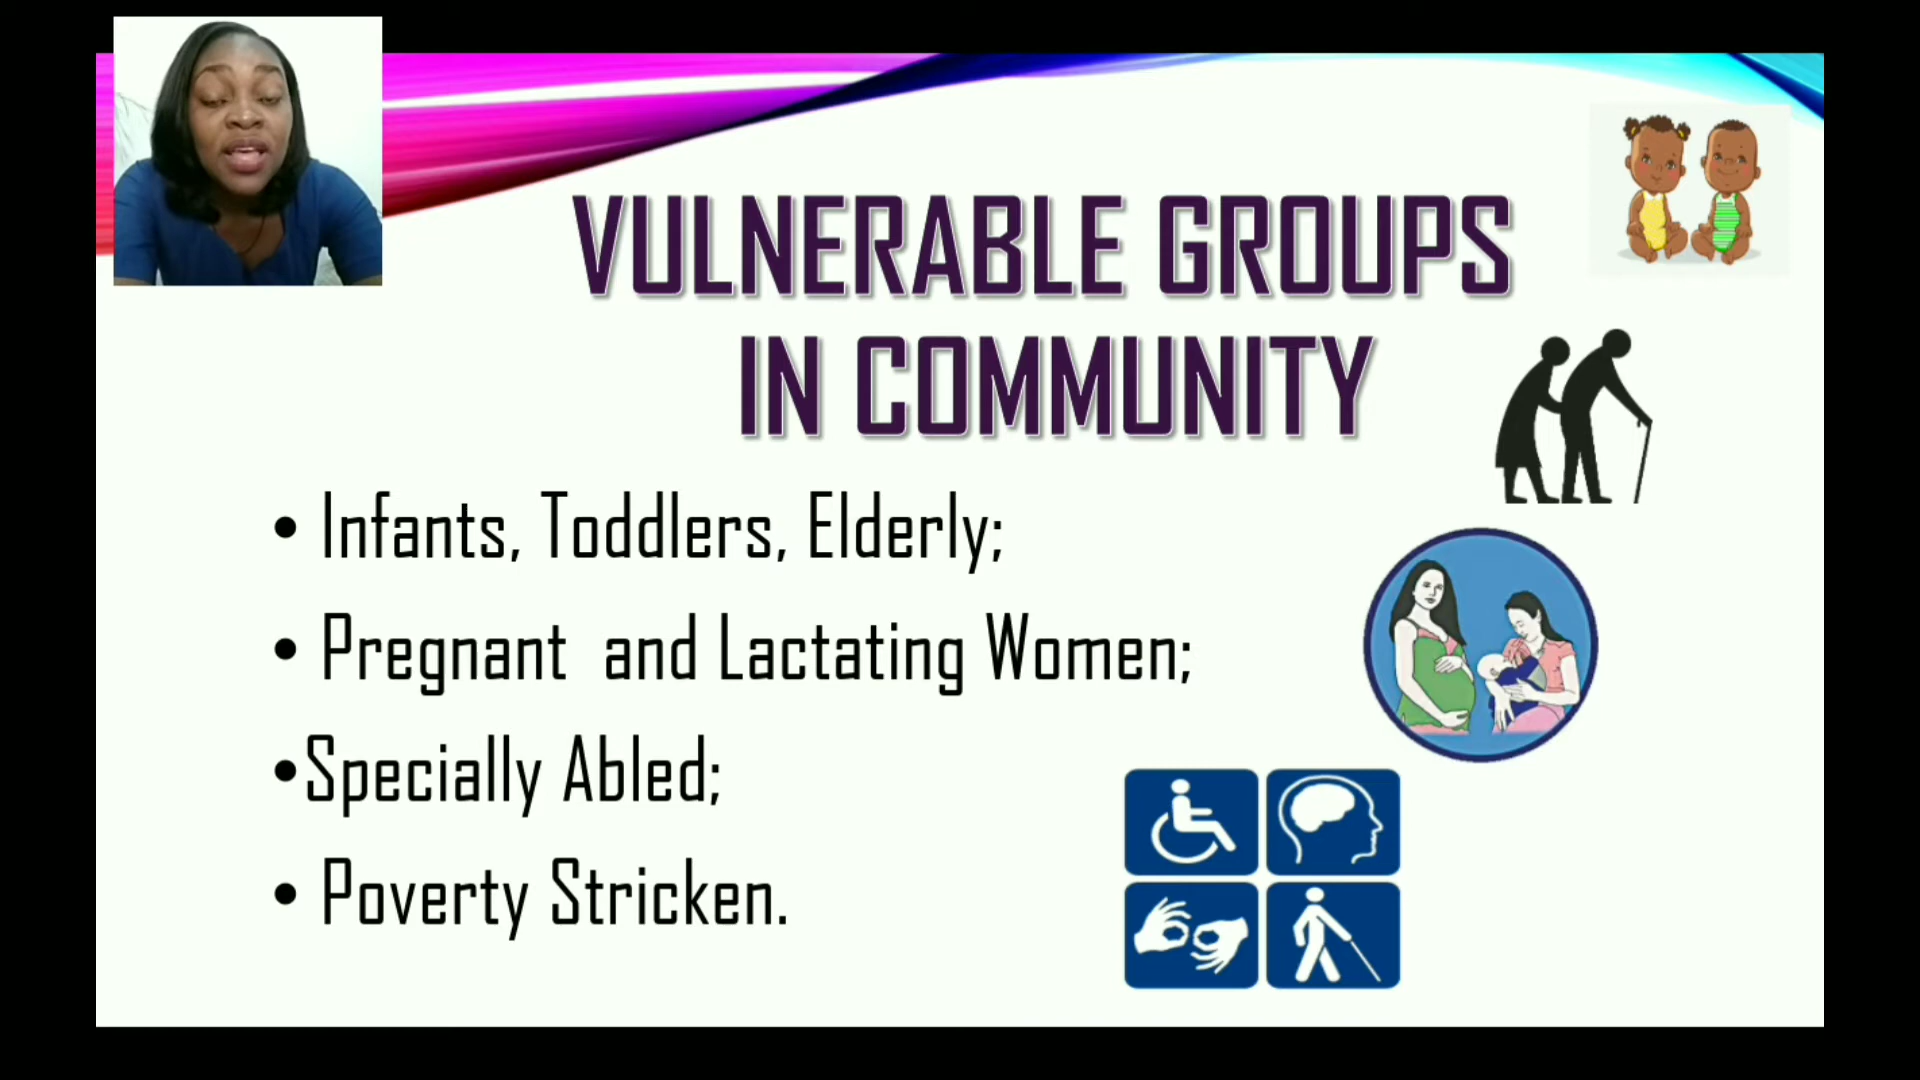 VULNERABLE GROUPS
IN COMMUNITY
• Infants, Toddlers, Elderly;
• Pregnant and Lactating Women;
•Specially Abled;
• Poverty Stricken.